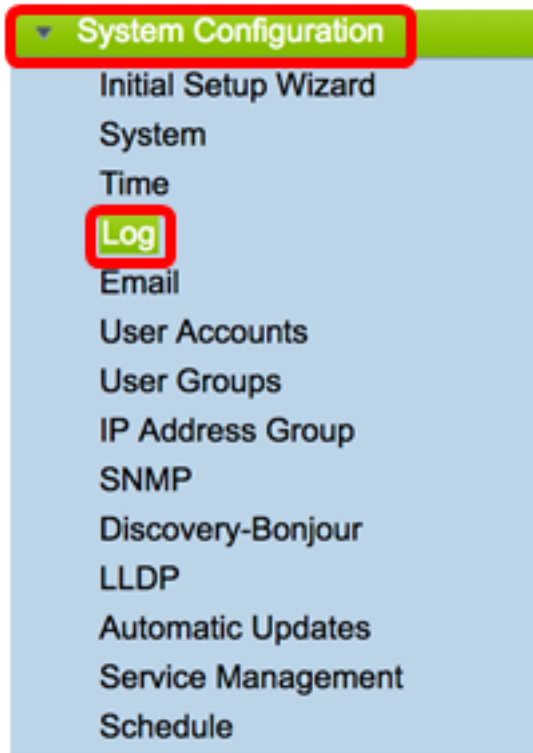 System Configuration
Initial Setup Wizard
System
Time
Log
Email
User Accounts
User Groups
IP Address Group
SNMP
Discovery-Bonjour
LLDP
Automatic Updates
Service Management
Schedule